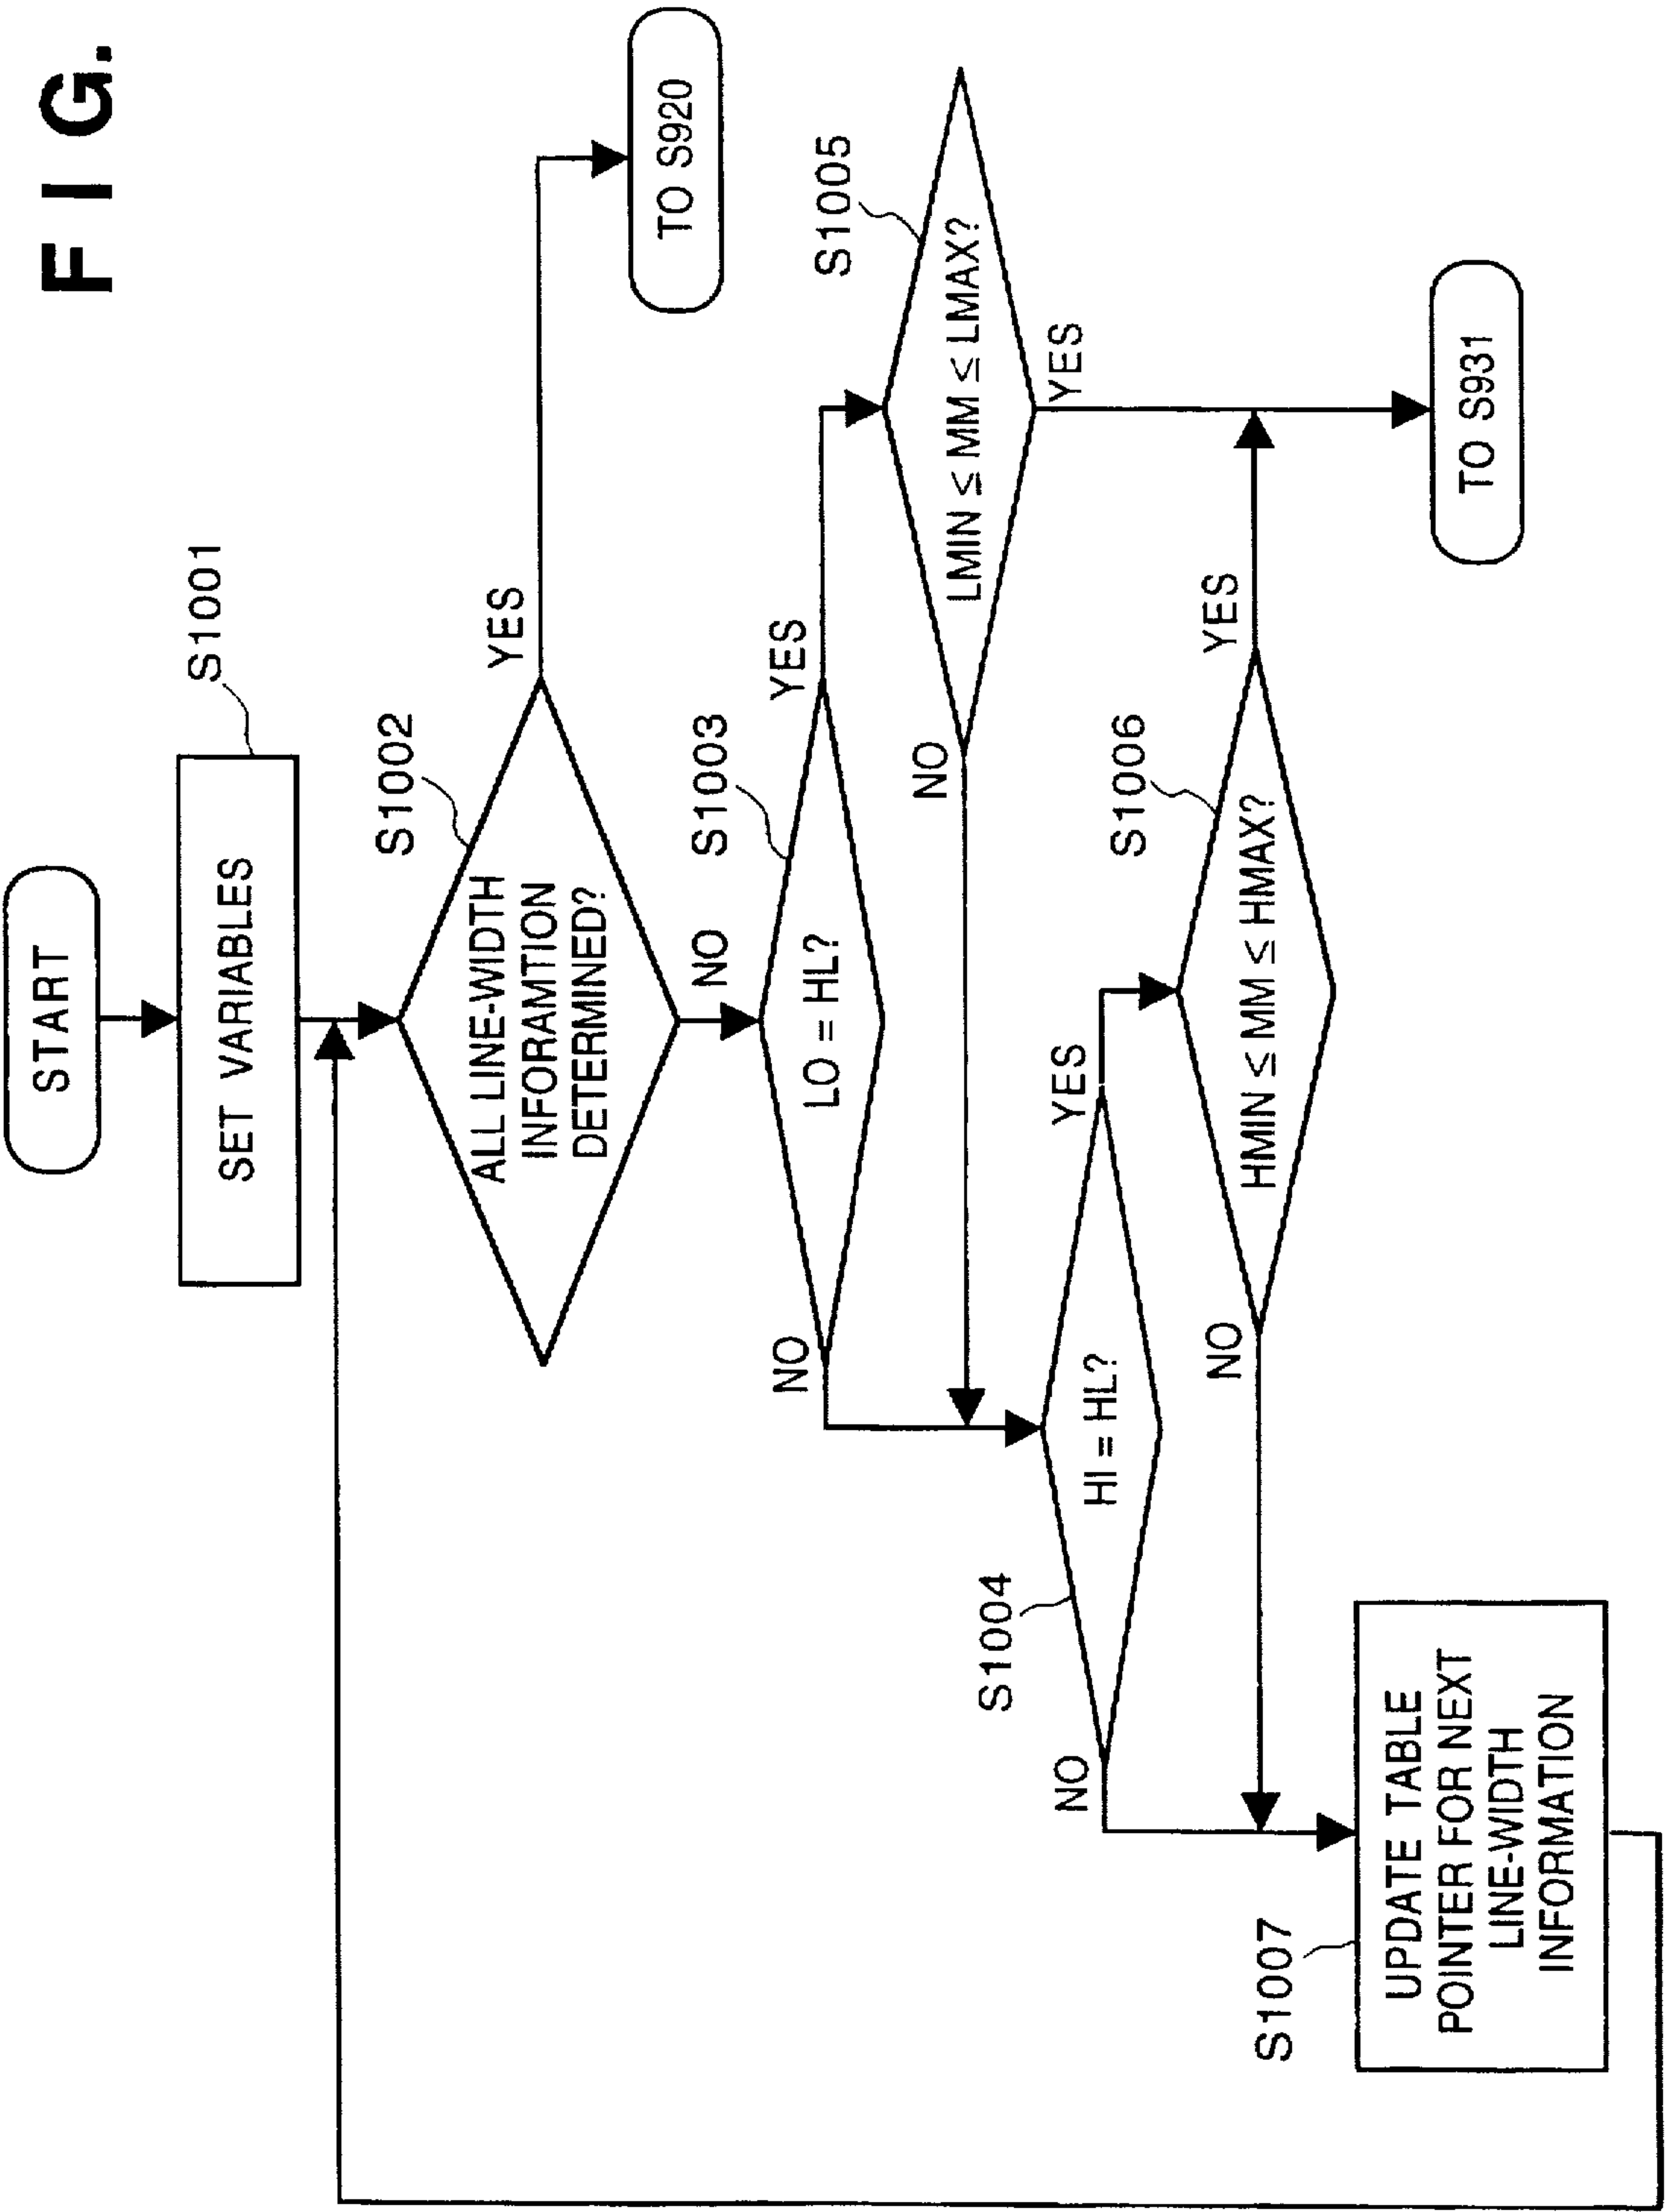 F I G.
START
S1001
SET VARIABLES
S1002
ALL LINE-WIDTH
INFORAMTION
DETERMINED?
YES
TO S920
NO
S1003
LO = HL?
YES
NO
S1005
LMIN ≤ MM ≤ LMAX?
NO
YES
S1004
HI = HL?
YES
NO
S1006
HMIN ≤ MM ≤ HMAX?
YES
NO
TO S931
S1007
UPDATE TABLE
POINTER FOR NEXT
LINE-WIDTH
INFORMATION